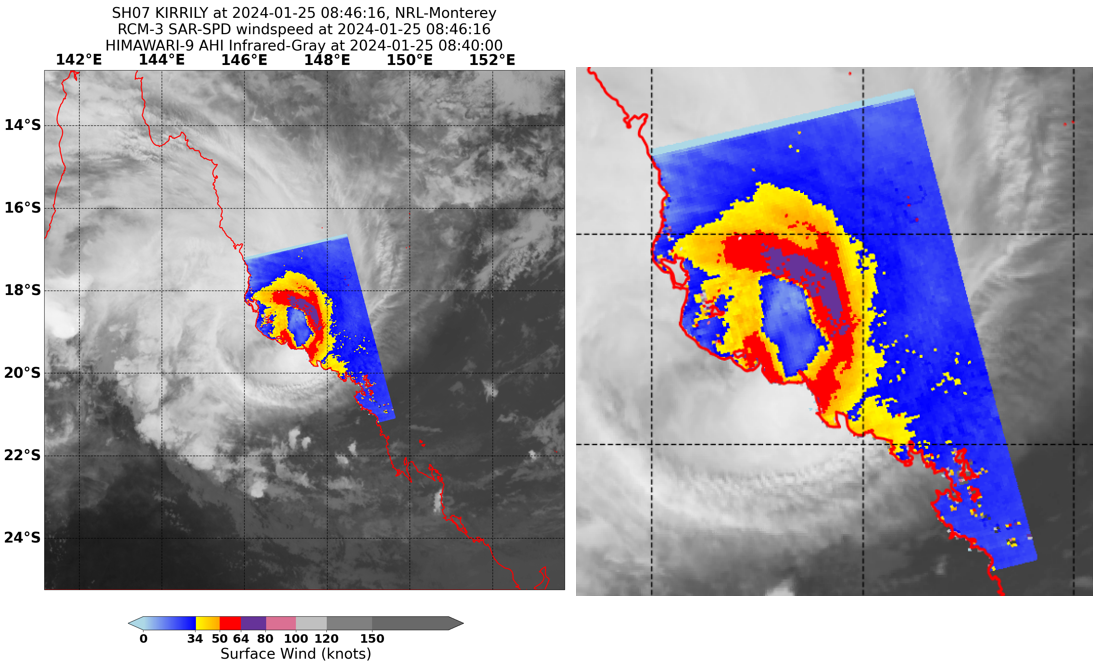 SH07 KIRRILY at 2024-01-25 08:46:16, NRL-Monterey
RCM-3 SAR-SPD windspeed at 2024-01-25 08:46:16
HIMAWARI-9 AHI Infrared-Gray at 2024-01-25 08:40:00
142°E 144°E 146°E 148°E 150°E 152°E
14°S
16°S
18°S
20°S
22°S
24°S
0 34 50 64 80 100 120 150
Surface Wind (knots)